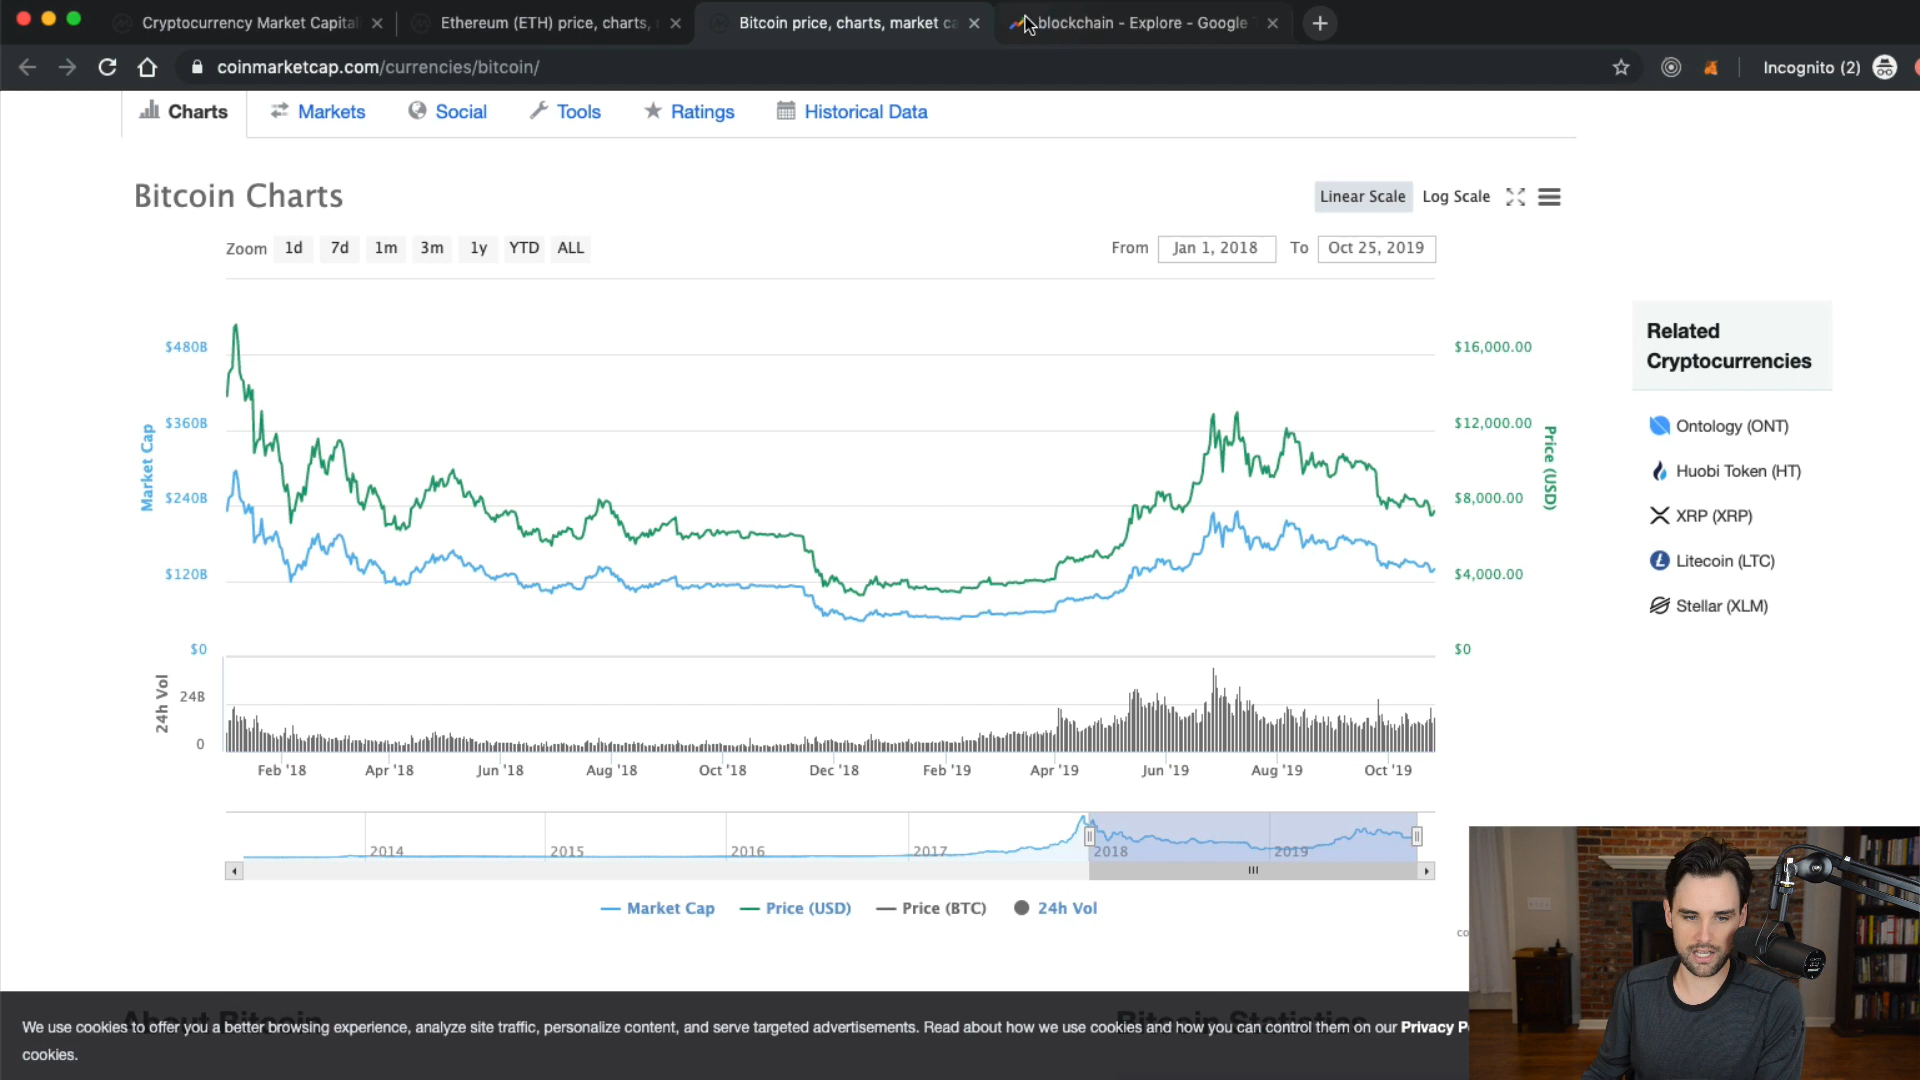 Cryptocurrency Market Capital
Ethereum (ETH) price, charts,
Bitcoin price, charts, market ca
blockchain - Explore - Google
coinmarketcap.com/currencies/bitcoin/
Incognito (2)
Charts
Markets
Social
Tools
Ratings
Historical Data
Bitcoin Charts
Linear Scale
Log Scale
Zoom 1d 7d 1m 3m 1y YTD ALL
From Jan 1, 2018 To Oct 25, 2019
Related
Cryptocurrencies
Ontology (ONT)
Huobi Token (HT)
XRP (XRP)
Litecoin (LTC)
Stellar (XLM)
$480B
$360B
$240B
$120B
$0
Market Cap
$16,000.00
$12,000.00
$8,000.00
$4,000.00
$0
Price (USD)
24h Vol
24B
0
Feb '18 Apr '18 Jun '18 Aug '18 Oct '18 Dec '18 Feb '19 Apr '19 Jun '19 Aug '19 Oct '19
2014 2015 2016 2017 2018 2019
Market Cap Price (USD) Price (BTC) 24h Vol
co
About Bitcoin
Bitcoin Statistics
We use cookies to offer you a better browsing experience, analyze site traffic, personalize content, and serve targeted advertisements. Read about how we use cookies and how you can control them on our Privacy P
cookies.